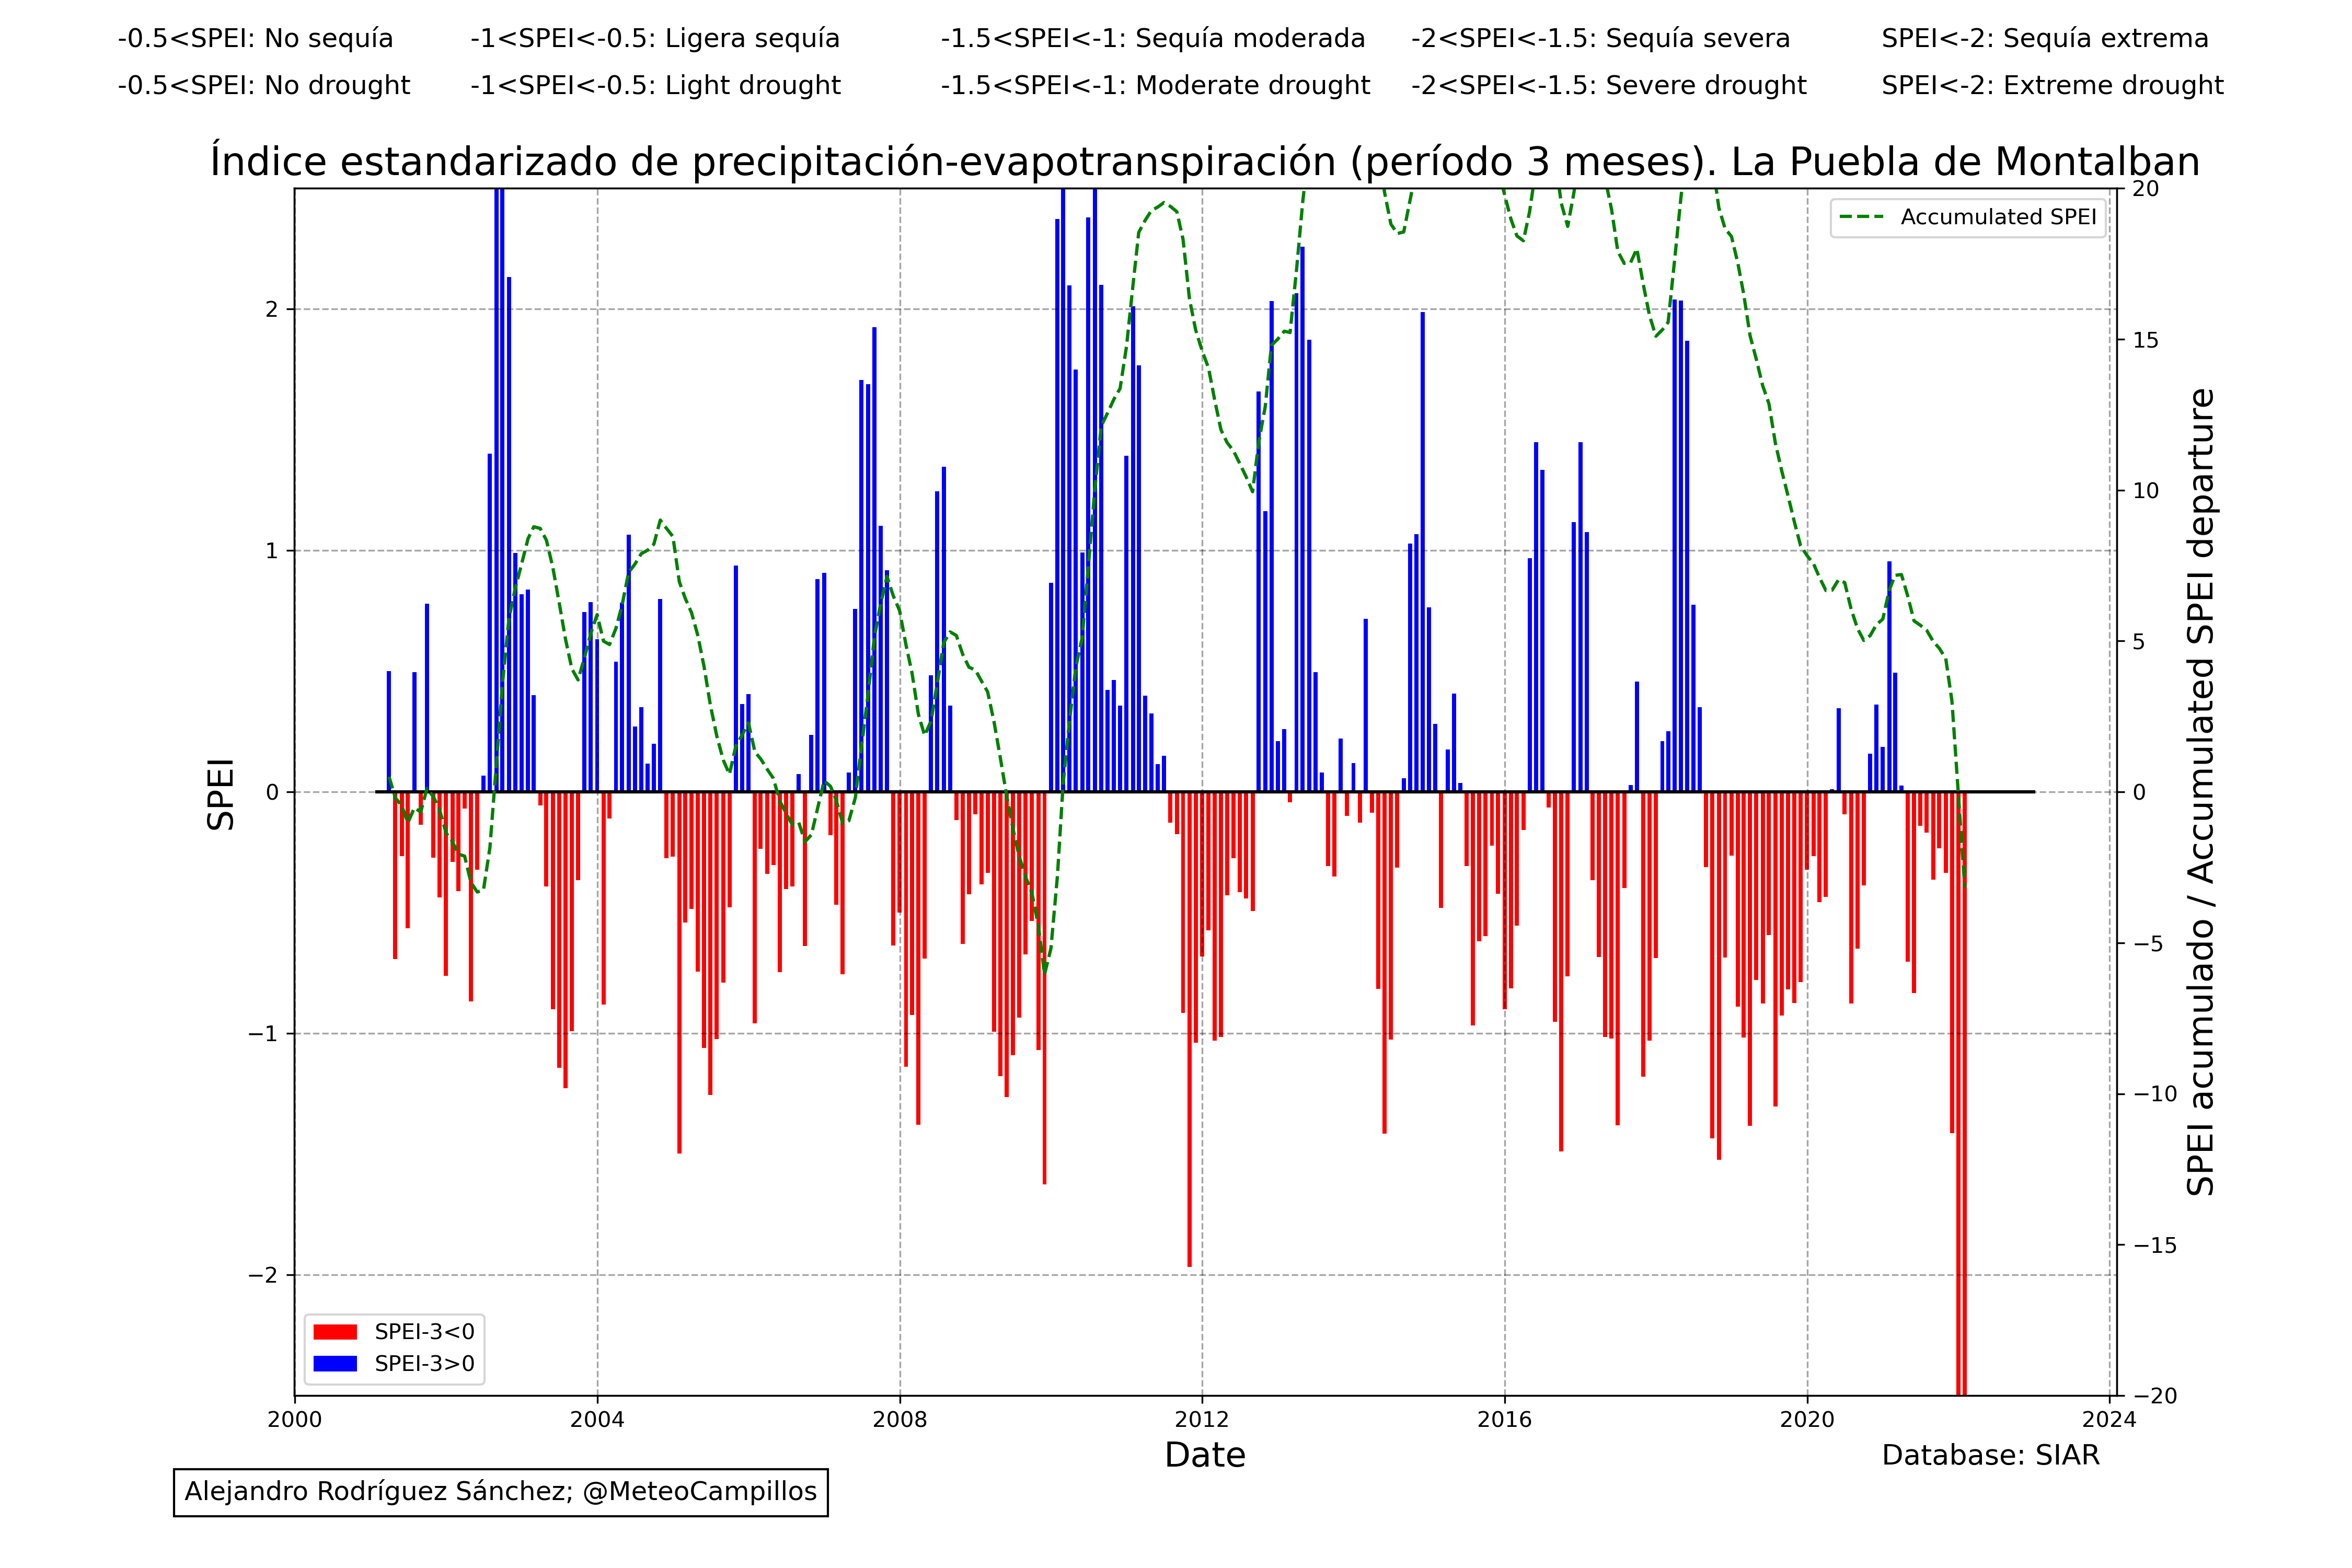 -0.5<SPEI: No sequía -1<SPEI<-0.5: Ligera sequía -1.5<SPEI<-1: Sequía moderada -2<SPEI<-1.5: Sequía severa SPEI<-2: Sequía extrema
-0.5<SPEI: No drought -1<SPEI<-0.5: Light drought -1.5<SPEI<-1: Moderate drought -2<SPEI<-1.5: Severe drought SPEI<-2: Extreme drought
Índice estandarizado de precipitación-evapotranspiración (período 3 meses). La Puebla de Montalban
SPEI
2
1
0
−1
−2
Accumulated SPEI
20
15
10
5
0
−5
−10
−15
−20
SPEI acumulado / Accumulated SPEI departure
SPEI-3<0
SPEI-3>0
2000 2004 2008 2012 2016 2020 2024
Date
Database: SIAR
Alejandro Rodríguez Sánchez; @MeteoCampillos